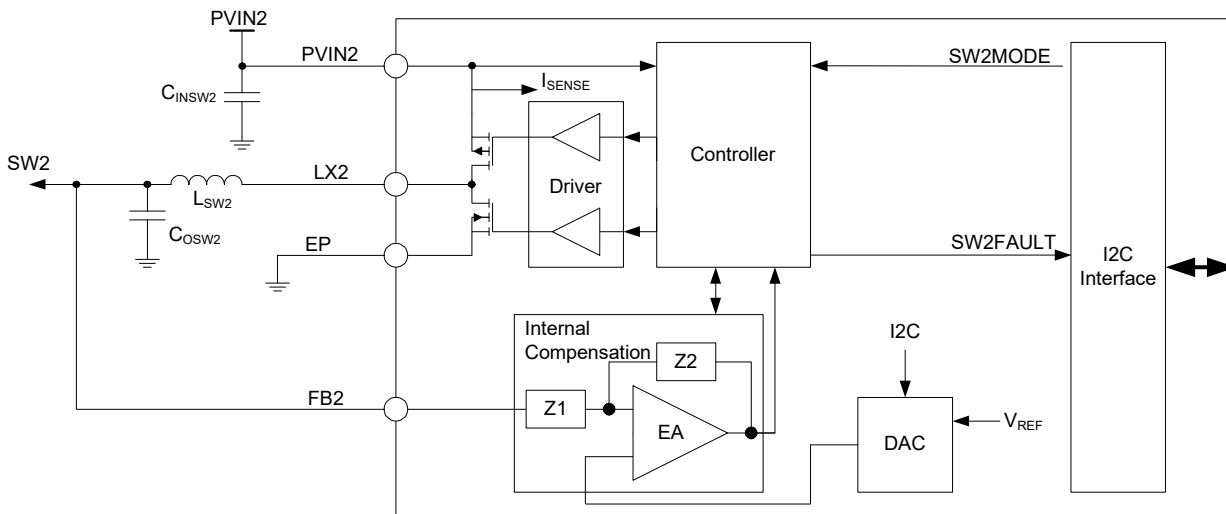 PVIN2
PVIN2
SW2MODE
ISENSE
CINSW2
Controller
SW2
LX2
Driver
LSW2
COSW2
EP
SW2FAULT
I2C
Interface
Internal
Compensation
Z2
I2C
FB2
Z1
EA
DAC
VREF